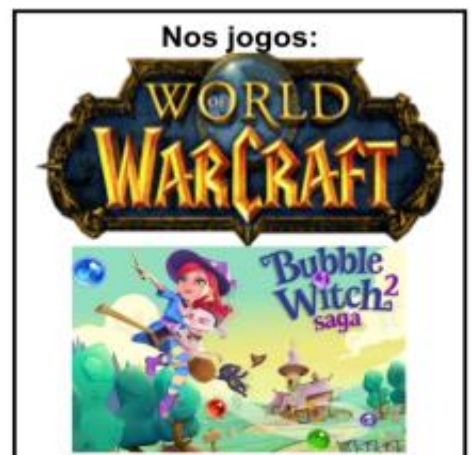 Nos jogos:
WORLD
OF
WARCRAFT
Bubble
Witch 2
saga